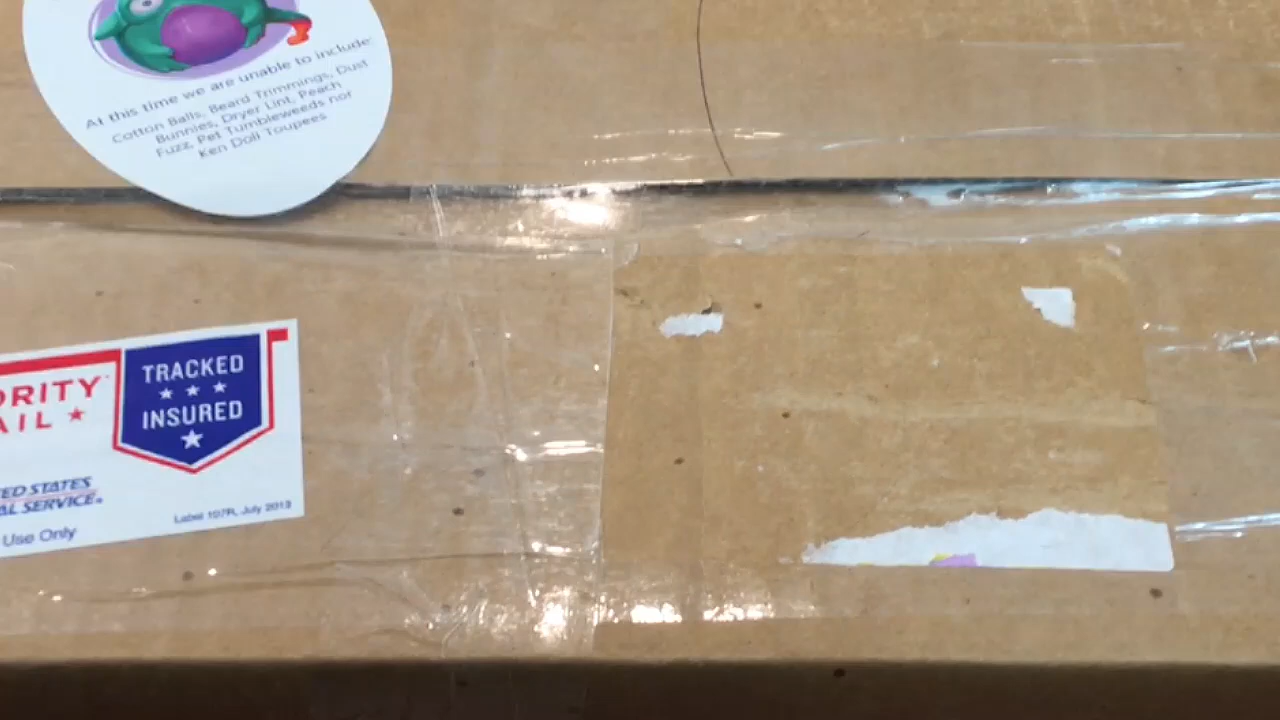 At this time we are unable to include:
Cotton Balls, Beard Trimmings, Dust
Bunnies, Dryer Lint, Peach
Fuzz, Pet Tumbleweeds nor
Ken Doll Toupees
ORITY
AIL
TRACKED
INSURED
ED STATES
AL SERVICE®
Use Only
Label 107R, July 2013